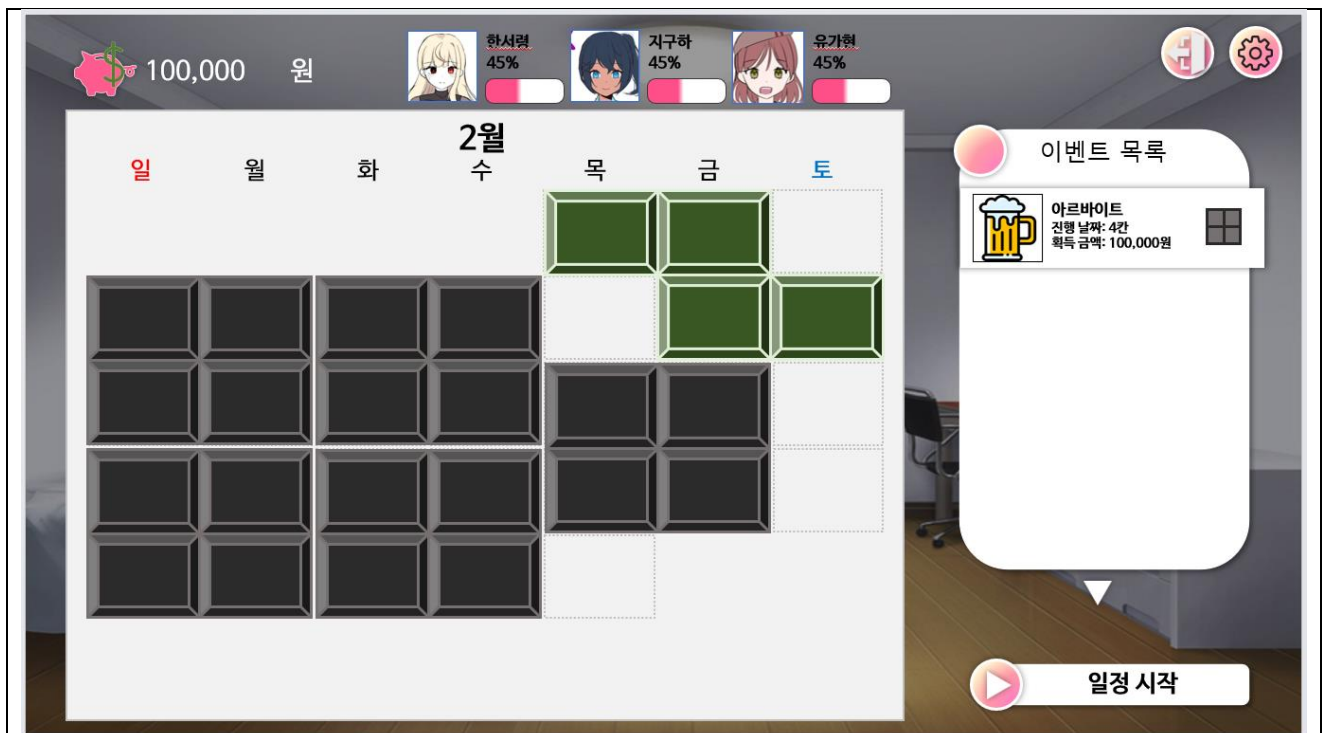 100,000 원
한서령
45%
지구하
45%
유가현
45%
2월
일 월 화 수 목 금 토
이벤트 목록
아르바이트
진행 날짜: 4칸
획득 금액: 100,000원
일정 시작